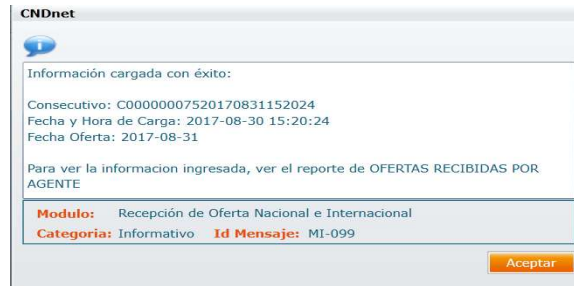 CNDnet
Información cargada con éxito:
Consecutivo: C00000007520170831152024
Fecha y Hora de Carga: 2017-08-30 15:20:24
Fecha Oferta: 2017-08-31
Para ver la informacion ingresada, ver el reporte de OFERTAS RECIBIDAS POR
AGENTE
Modulo: Recepción de Oferta Nacional e Internacional
Categoria: Informativo Id Mensaje: MI-099
Aceptar